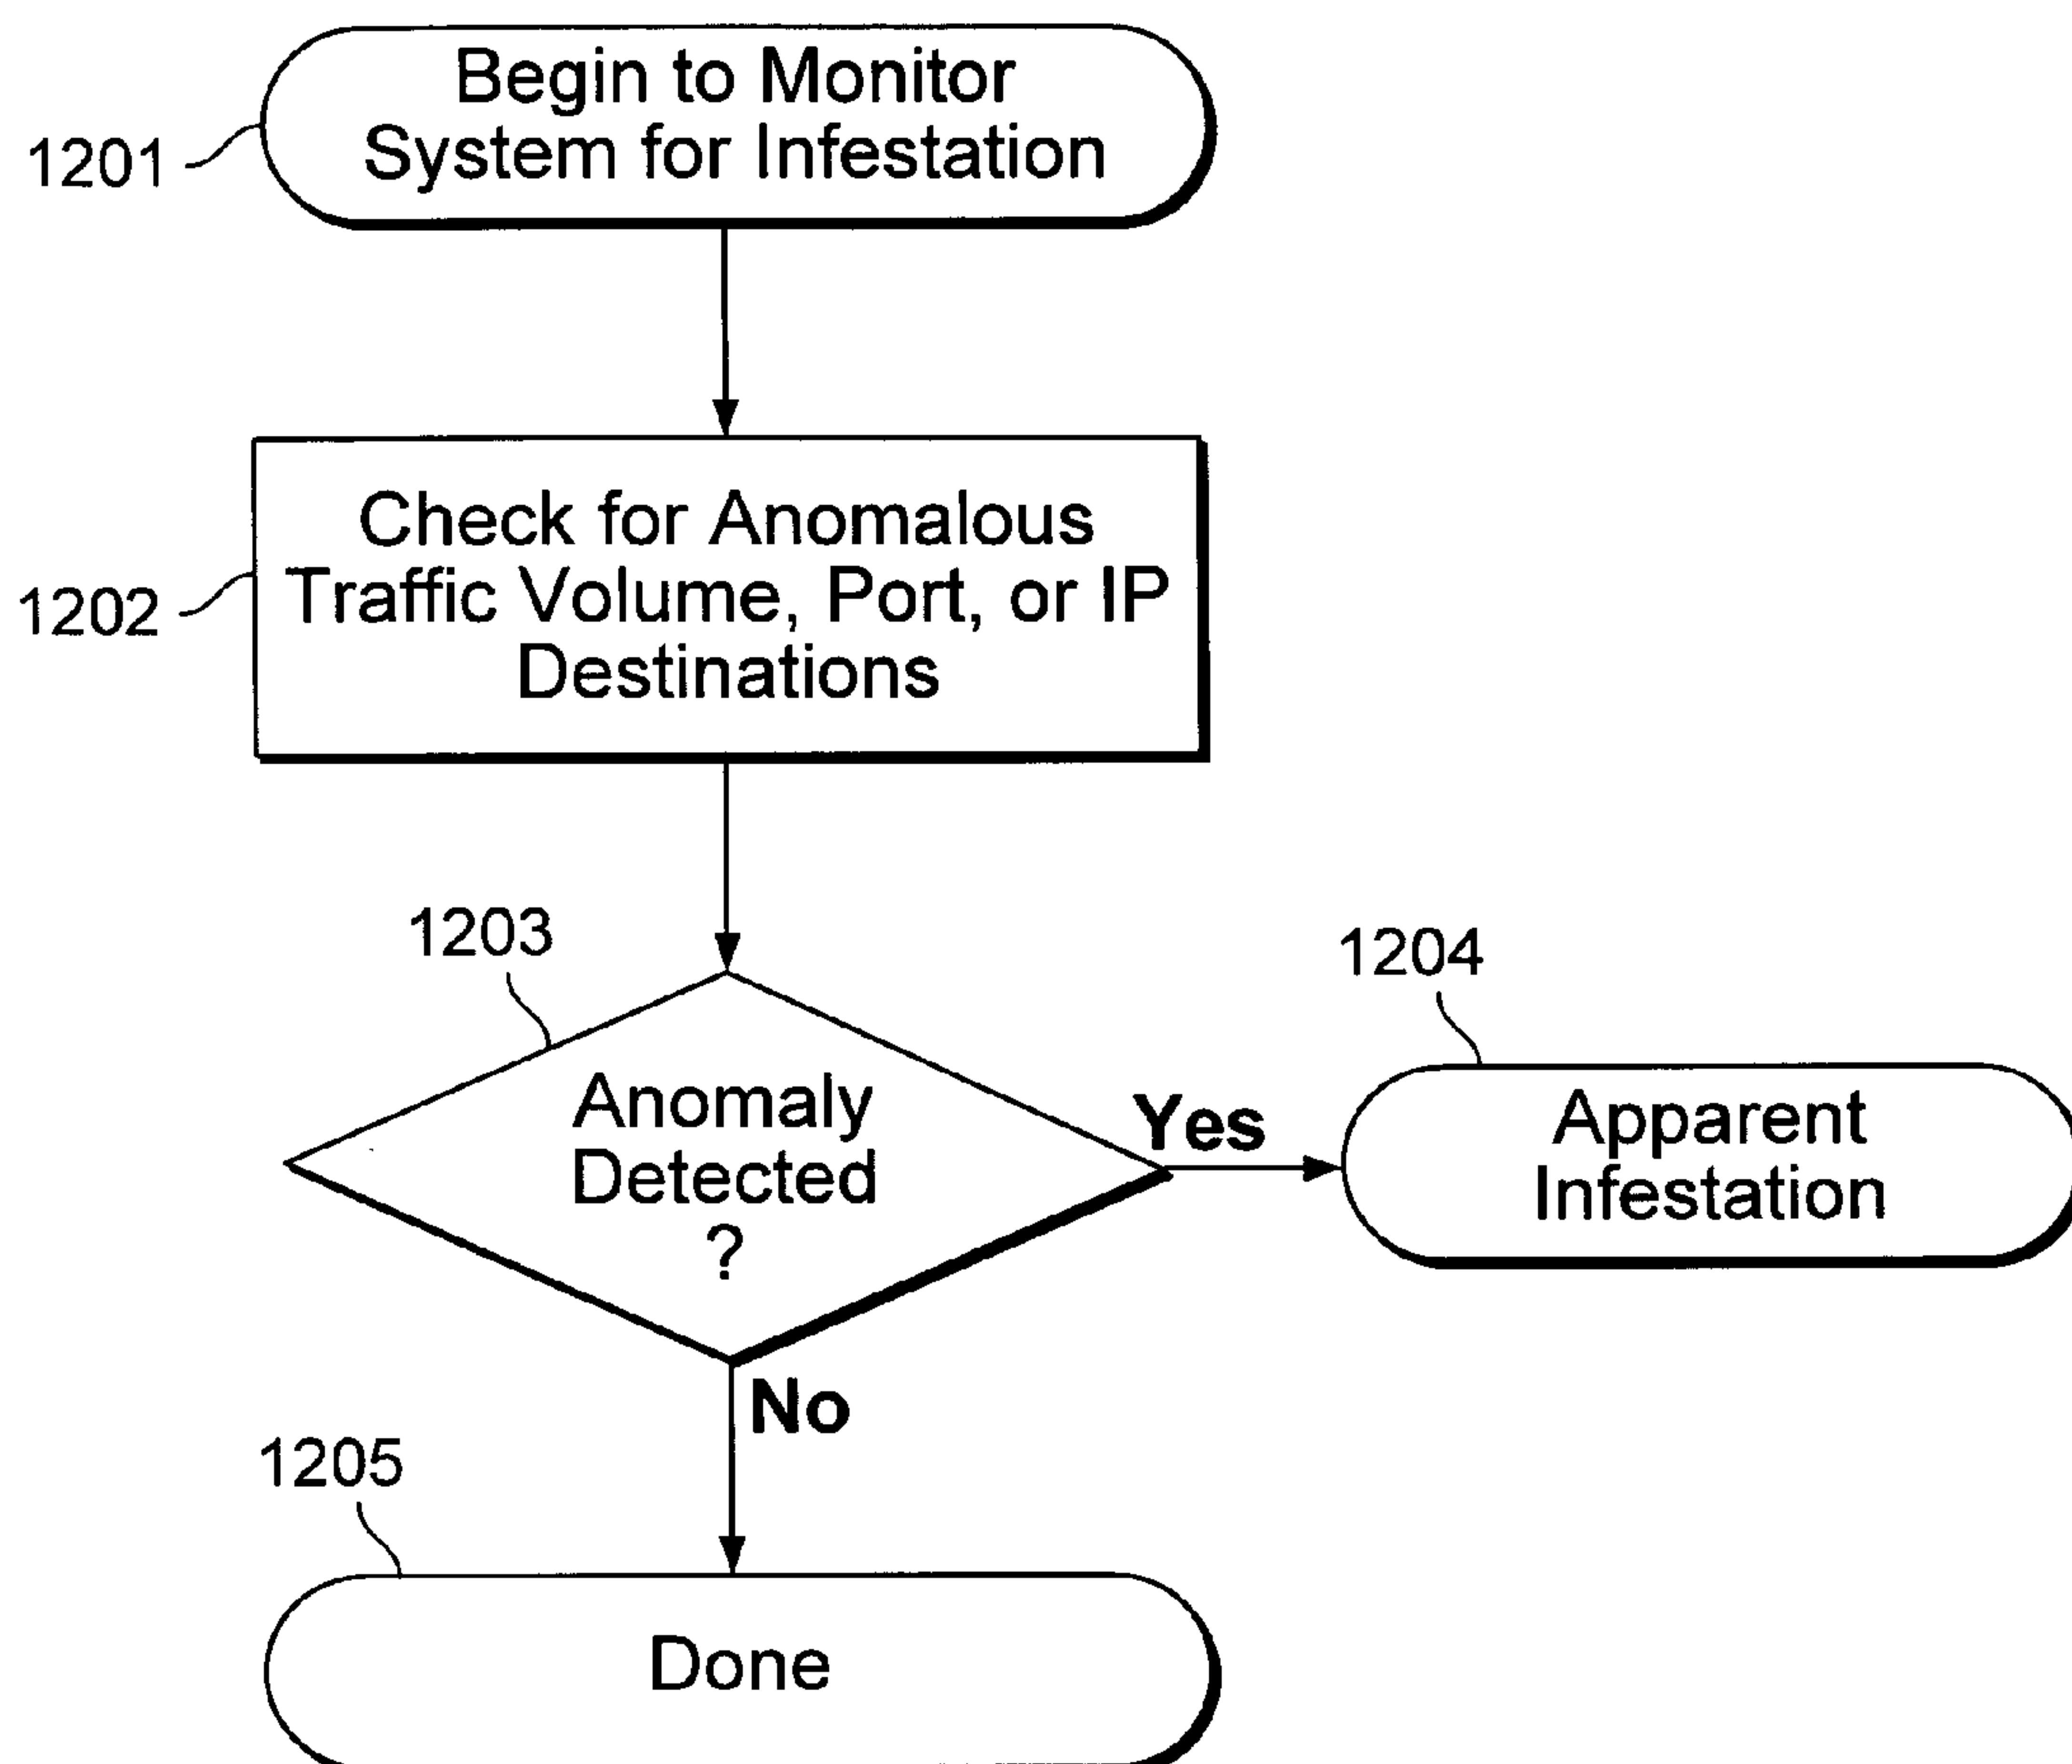 Begin to Monitor
System for Infestation
1201
Check for Anomalous
Traffic Volume, Port, or IP
Destinations
1202
1203
Anomaly
Detected
?
Yes
1204
Apparent
Infestation
No
1205
Done